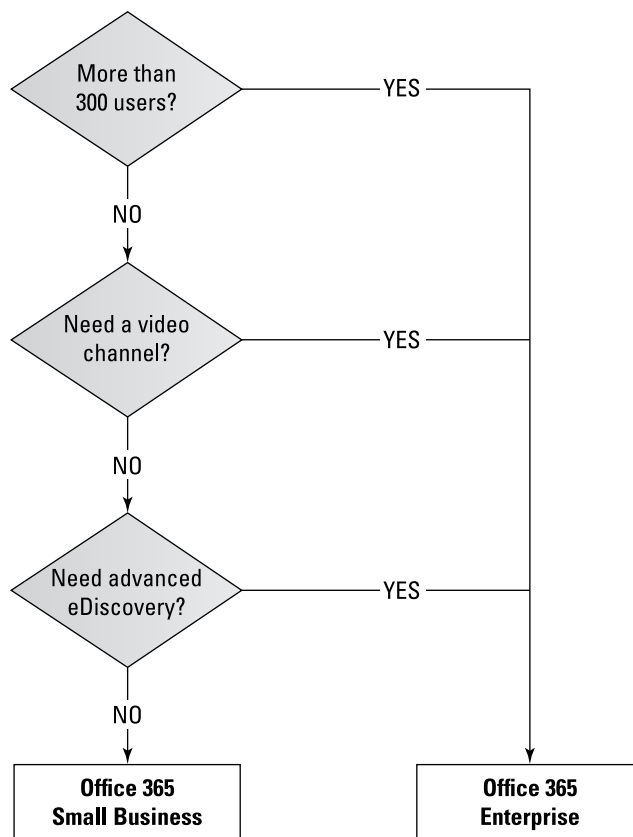 More than
300 users?
YES
NO
Need a video
channel?
YES
NO
Need advanced
eDiscovery?
YES
NO
Office 365
Small Business
Office 365
Enterprise